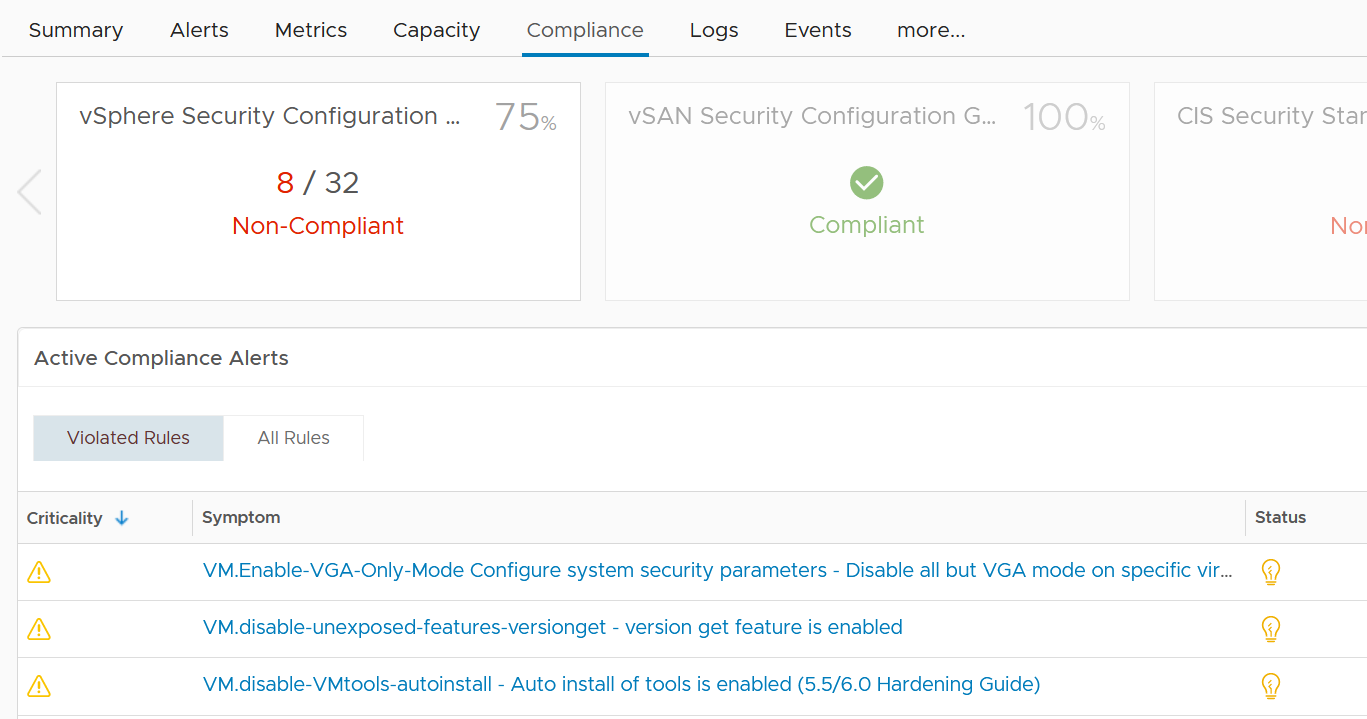 Summary Alerts Metrics Capacity Compliance Logs Events more...
vSphere Security Configuration ... 75%
8 / 32
Non-Compliant
vSAN Security Configuration G... 100%
Compliant
CIS Security Star
Nor
Active Compliance Alerts
Violated Rules All Rules
Criticality Symptom Status
VM.Enable-VGA-Only-Mode Configure system security parameters - Disable all but VGA mode on specific vir...
VM.disable-unexposed-features-versionget - version get feature is enabled
VM.disable-VMtools-autoinstall - Auto install of tools is enabled (5.5/6.0 Hardening Guide)